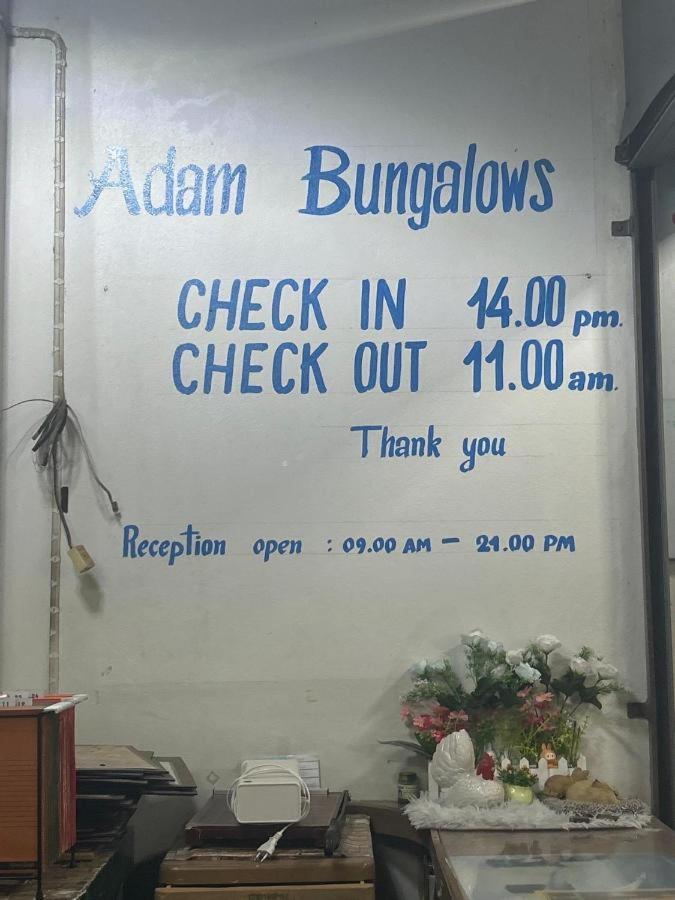 Adam Bungalows
CHECK IN 14.00 pm.
CHECK OUT 11.00 am.
Thank you
Reception open : 09.00 AM – 21.00 PM